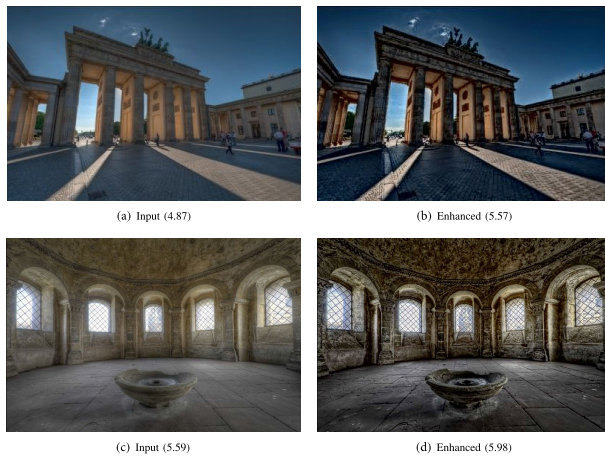 (a) Input (4.87)
(b) Enhanced (5.57)
(c) Input (5.59)
(d) Enhanced (5.98)